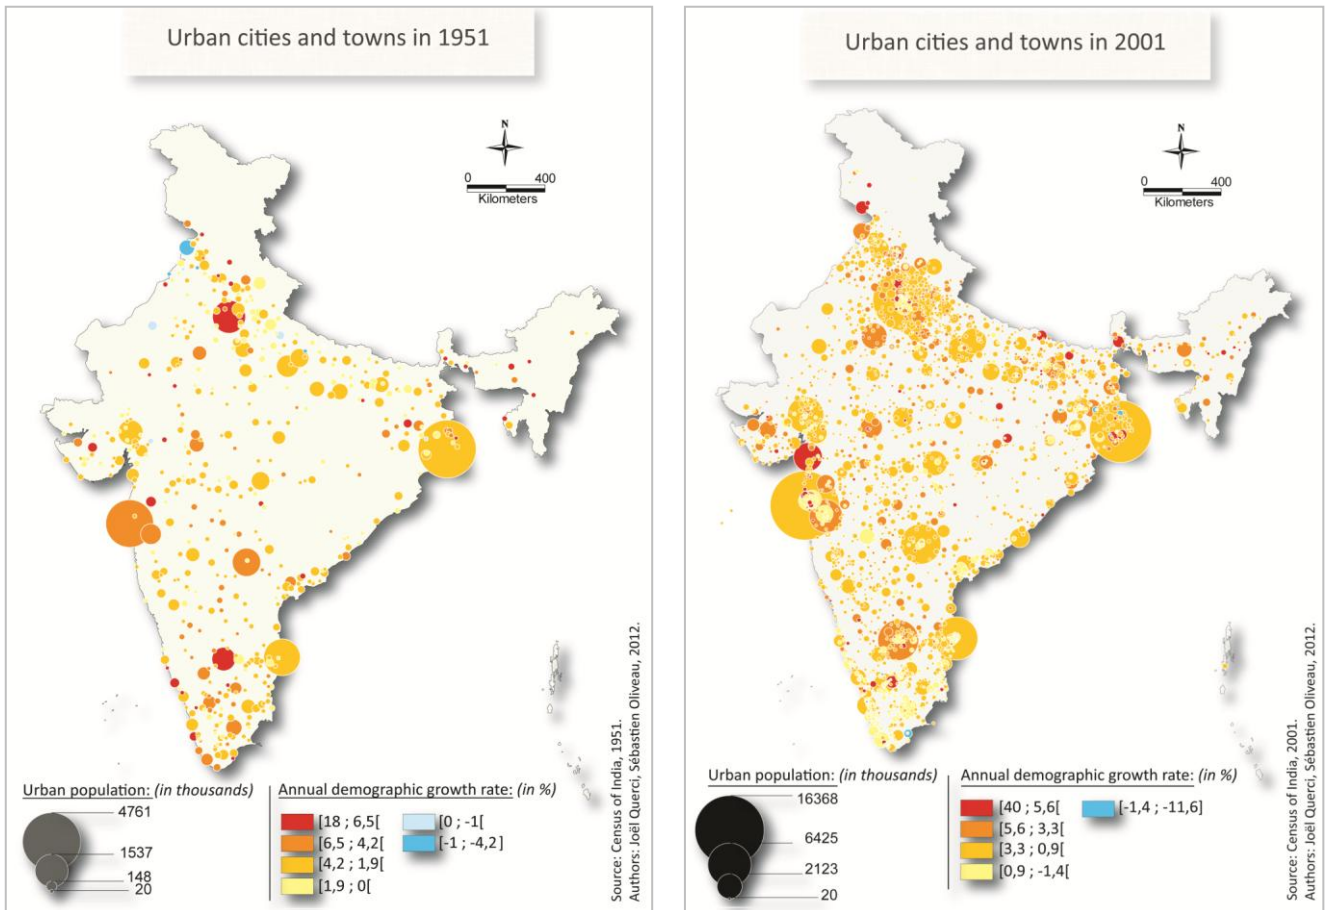 Urban cities and towns in 1951
N
0 400
Kilometers
Urban population: (in thousands)
4761
1537
148
20
Annual demographic growth rate: (in %)
[18 ; 6,5[
[6,5 ; 4,2[
[4,2 ; 1,9[
[1,9 ; 0[
[0 ; -1[
[-1 ; -4,2]
Source: Census of India, 1951.
Authors: Joël Querci, Sébastien Oliveau, 2012.
Urban cities and towns in 2001
N
0 400
Kilometers
Urban population: (in thousands)
16368
6425
2123
20
Annual demographic growth rate: (in %)
[40 ; 5,6[
[5,6 ; 3,3[
[3,3 ; 0,9[
[0,9 ; -1,4[
[-1,4 ; -11,6]
Source: Census of India, 2001.
Authors: Joël Querci, Sébastien Oliveau, 2012.